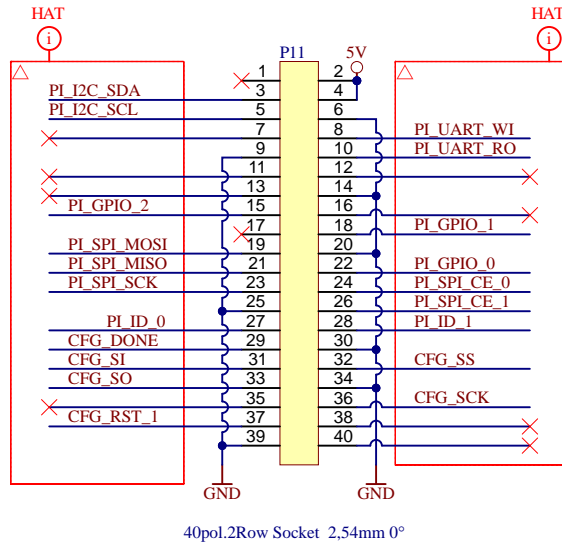 HAT HAT
i i
P11 5V
1 2
PI_I2C_SDA 3 4
PI_I2C_SCL 5 6
7 8 PI_UART_WI
9 10 PI_UART_RO
11 12
13 14
PI_GPIO_2 15 16
17 18 PI_GPIO_1
PI_SPI_MOSI 19 20
PI_SPI_MISO 21 22 PI_GPIO_0
PI_SPI_SCK 23 24 PI_SPI_CE_0
25 26 PI_SPI_CE_1
PI_ID_0 27 28 PI_ID_1
CFG_DONE 29 30
CFG_SI 31 32 CFG_SS
CFG_SO 33 34
35 36 CFG_SCK
CFG_RST_1 37 38
39 40
GND GND
40pol.2Row Socket 2,54mm 0°